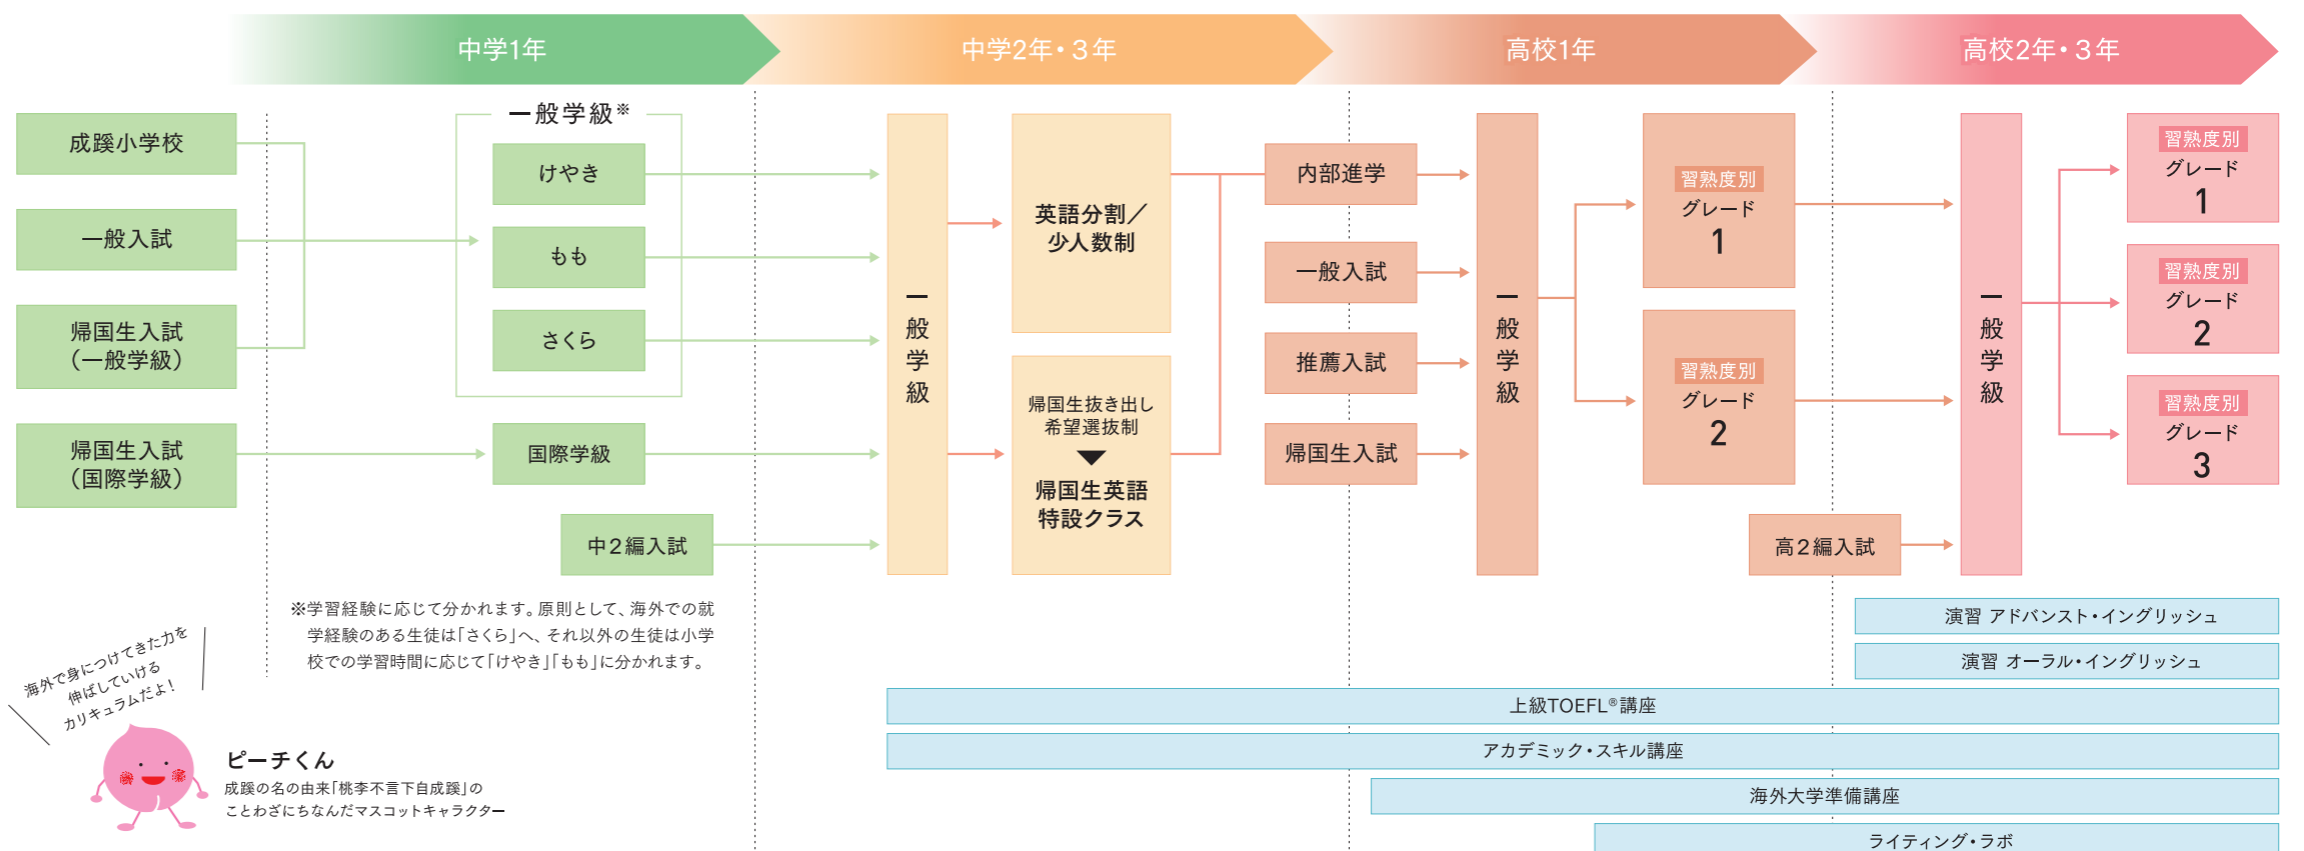 中学1年
中学2年・3年
高校1年
高校2年・3年
成蹊小学校
一般入試
帰国生入試
（一般学級）
帰国生入試
（国際学級）
一般学級※
けやき
もも
さくら
国際学級
中2編入試
※学習経験に応じて分かれます。原則として、海外での就
学経験のある生徒は「さくら」へ、それ以外の生徒は小学
校での学習時間に応じて「けやき」「もも」に分かれます。
一般学級
英語分割／
少人数制
帰国生抜き出し
希望選抜制
帰国生英語
特設クラス
内部進学
一般入試
推薦入試
帰国生入試
一般学級
習熟度別
グレード
1
習熟度別
グレード
2
高2編入試
一般学級
習熟度別
グレード
1
習熟度別
グレード
2
習熟度別
グレード
3
演習 アドバンスト・イングリッシュ
演習 オーラル・イングリッシュ
上級TOEFL®講座
アカデミック・スキル講座
海外大学準備講座
ライティング・ラボ
海外で身につけてきた力を
伸ばしていける
カリキュラムだよ！
ピーチくん
成蹊の名の由来「桃李不言下自成蹊」の
ことわざにちなんだマスコットキャラクター